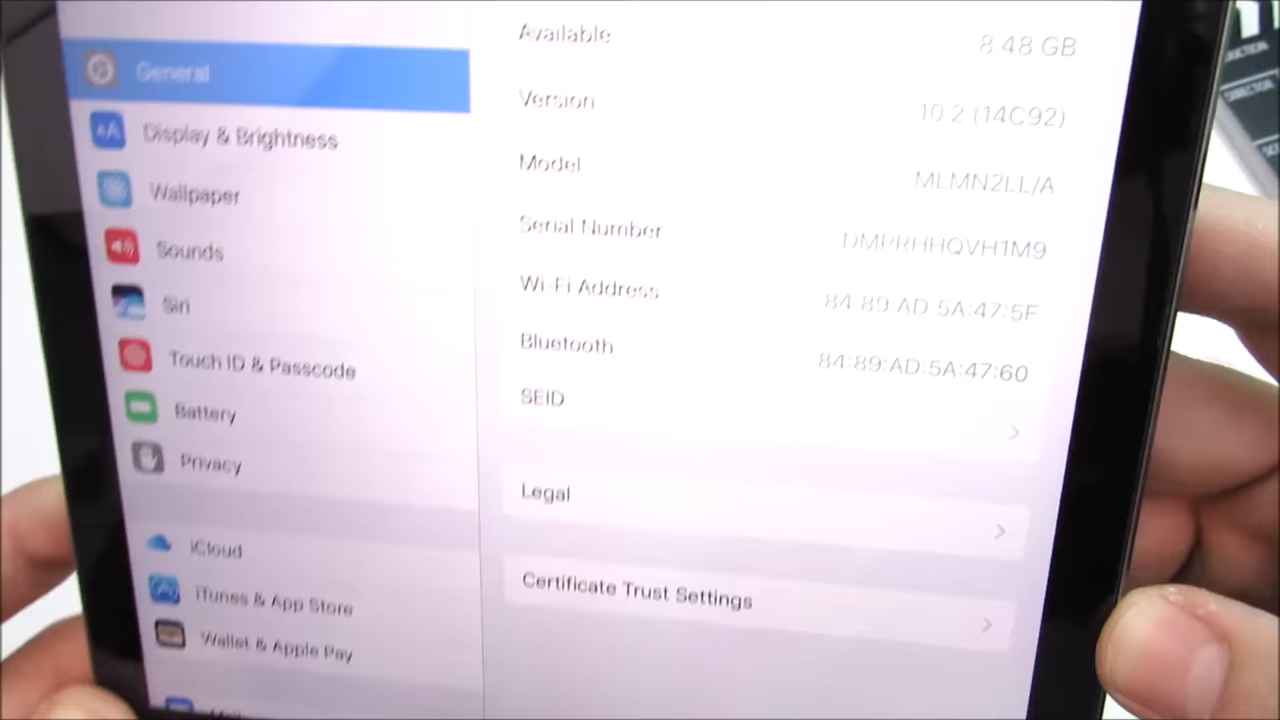 General
Display & Brightness
Wallpaper
Sounds
Siri
Touch ID & Passcode
Battery
Privacy
iCloud
iTunes & App Store
Wallet & Apple Pay
Available 8.48 GB
Version 10.2 (14C92)
Model MLMN2LL/A
Serial Number DMPRHHQVH1M9
Wi-Fi Address 84:89:AD:5A:47:5F
Bluetooth 84:89:AD:5A:47:60
SEID
Legal
Certificate Trust Settings
DIRECTOR